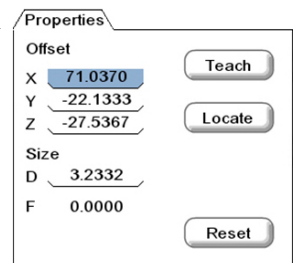 Properties
Offset
X 71.0370
Teach
Y -22.1333
Z -27.5367
Locate
Size
D 3.2332
F 0.0000
Reset